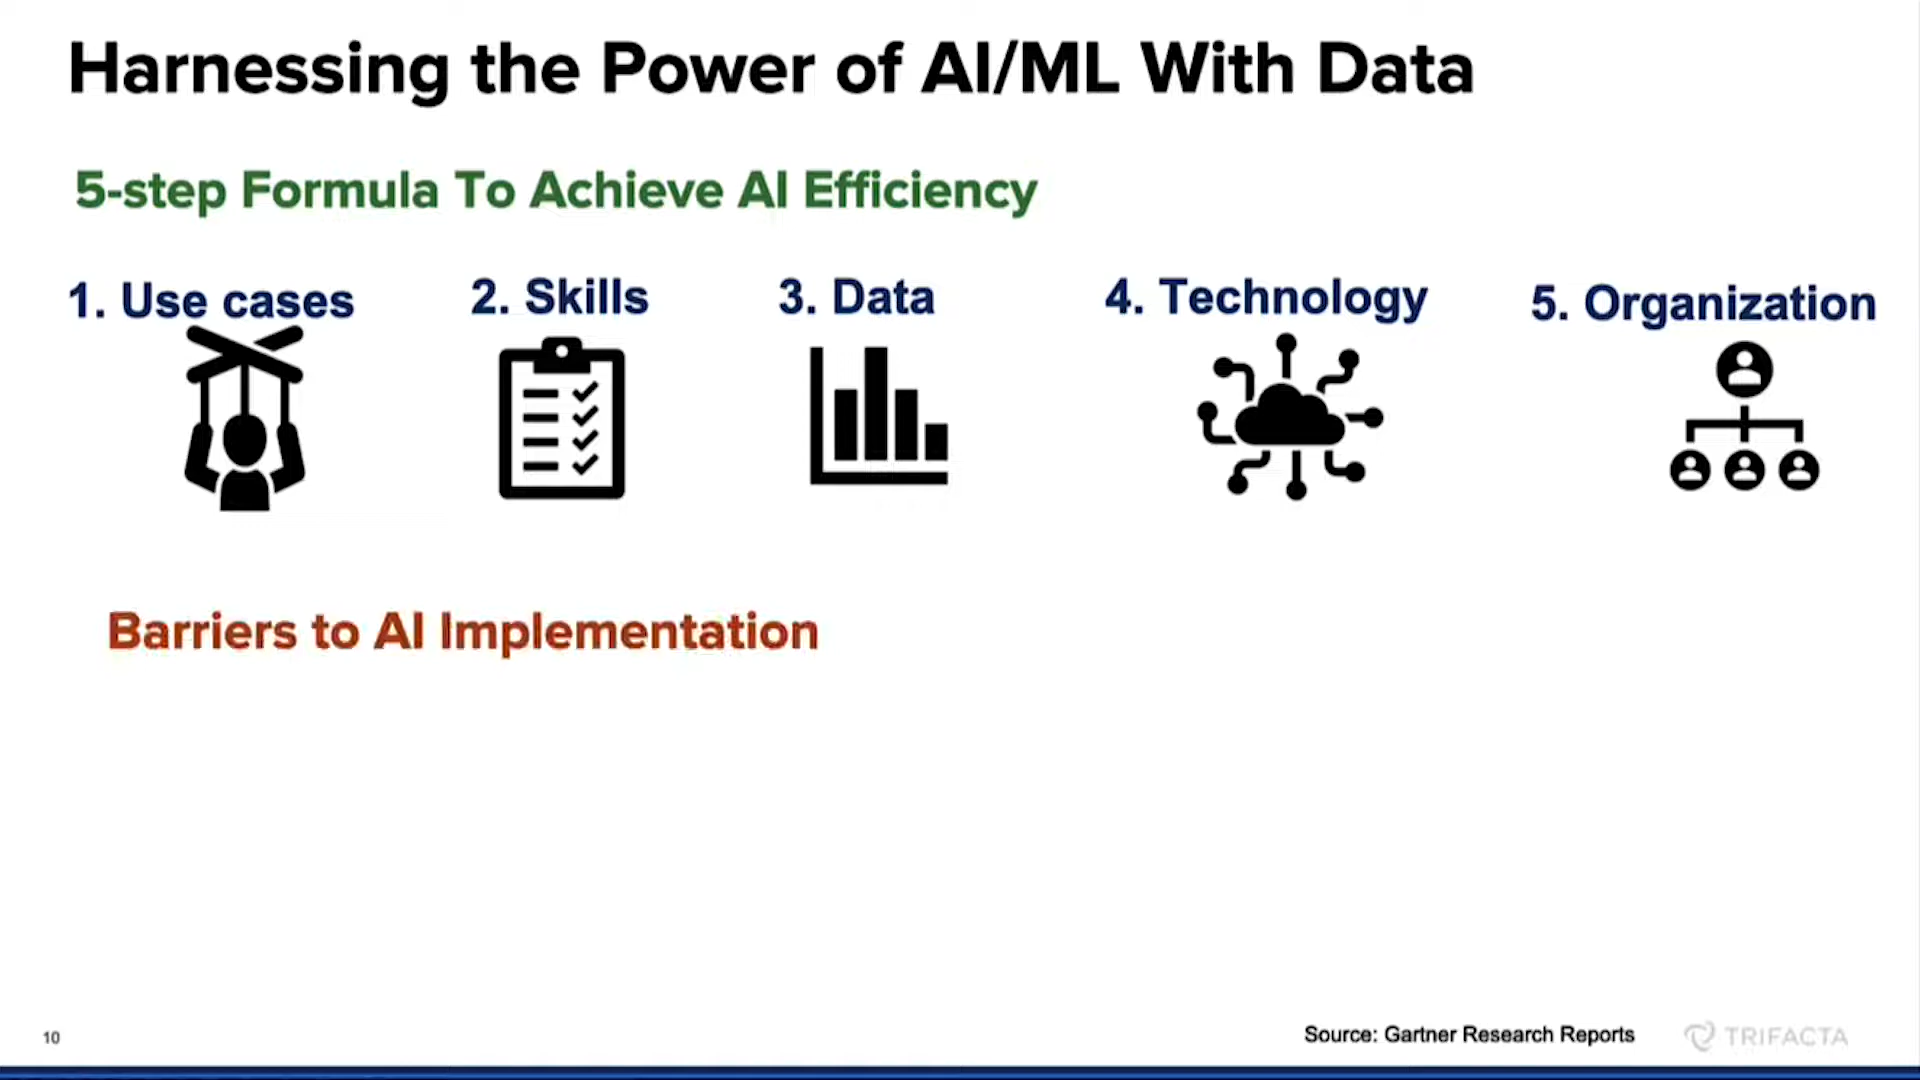 Harnessing the Power of AI/ML With Data
5-step Formula To Achieve AI Efficiency
1. Use cases
2. Skills
3. Data
4. Technology
5. Organization
Barriers to AI Implementation
10
Source: Gartner Research Reports
TRIFACTA